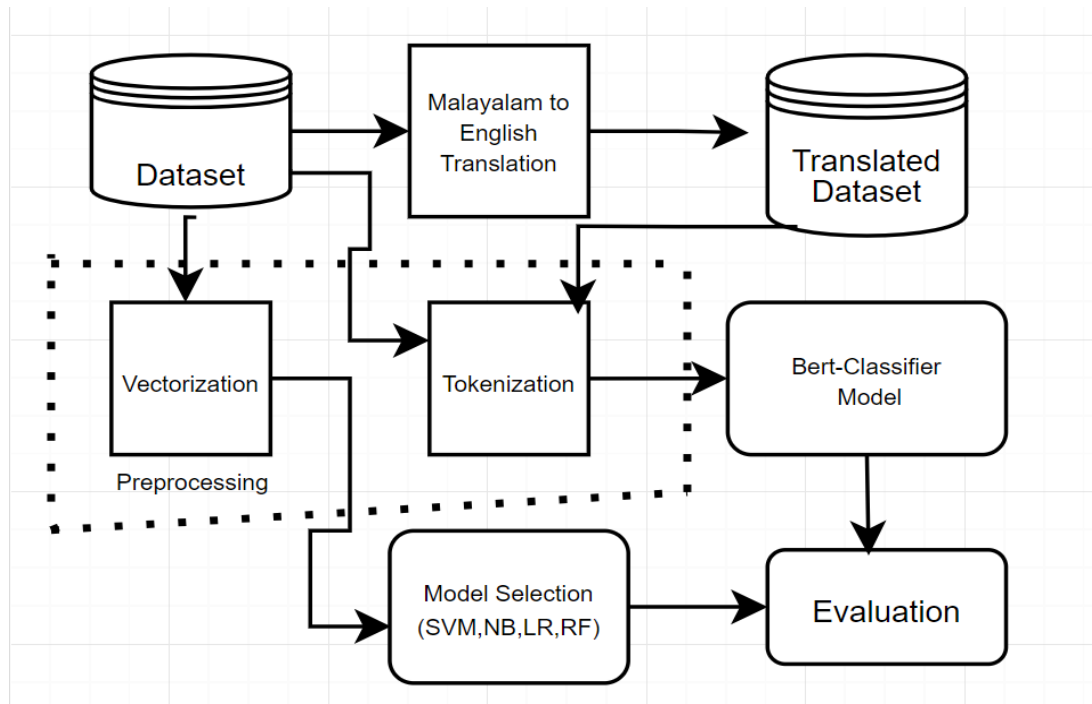 Dataset
Malayalam to
English
Translation
Translated
Dataset
Vectorization
Tokenization
Bert-Classifier
Model
Preprocessing
Model Selection
(SVM,NB,LR,RF)
Evaluation